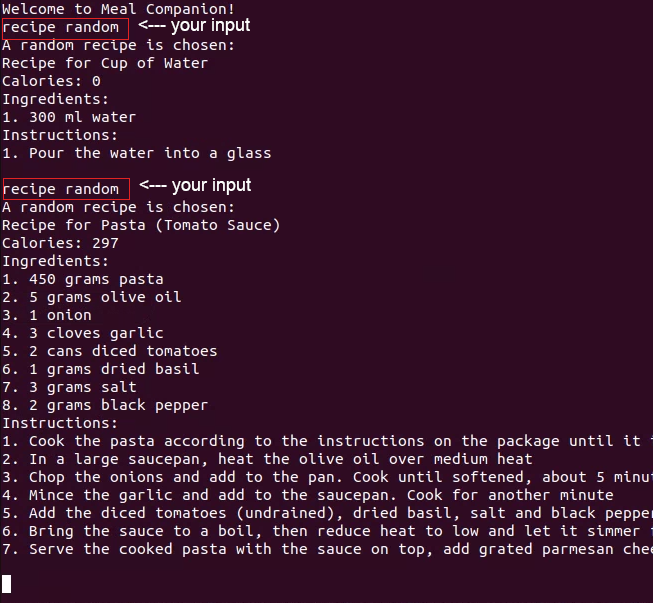 Welcome to Meal Companion!
recipe random <--- your input
A random recipe is chosen:
Recipe for Cup of Water
Calories: 0
Ingredients:
1. 300 ml water
Instructions:
1. Pour the water into a glass
recipe random <--- your input
A random recipe is chosen:
Recipe for Pasta (Tomato Sauce)
Calories: 297
Ingredients:
1. 450 grams pasta
2. 5 grams olive oil
3. 1 onion
4. 3 cloves garlic
5. 2 cans diced tomatoes
6. 1 grams dried basil
7. 3 grams salt
8. 2 grams black pepper
Instructions:
1. Cook the pasta according to the instructions on the package until it
2. In a large saucepan, heat the olive oil over medium heat
3. Chop the onions and add to the pan. Cook until softened, about 5 minut
4. Mince the garlic and add to the saucepan. Cook for another minute
5. Add the diced tomatoes (undrained), dried basil, salt and black pepper
6. Bring the sauce to a boil, then reduce heat to low and let it simmer
7. Serve the cooked pasta with the sauce on top, add grated parmesan chee